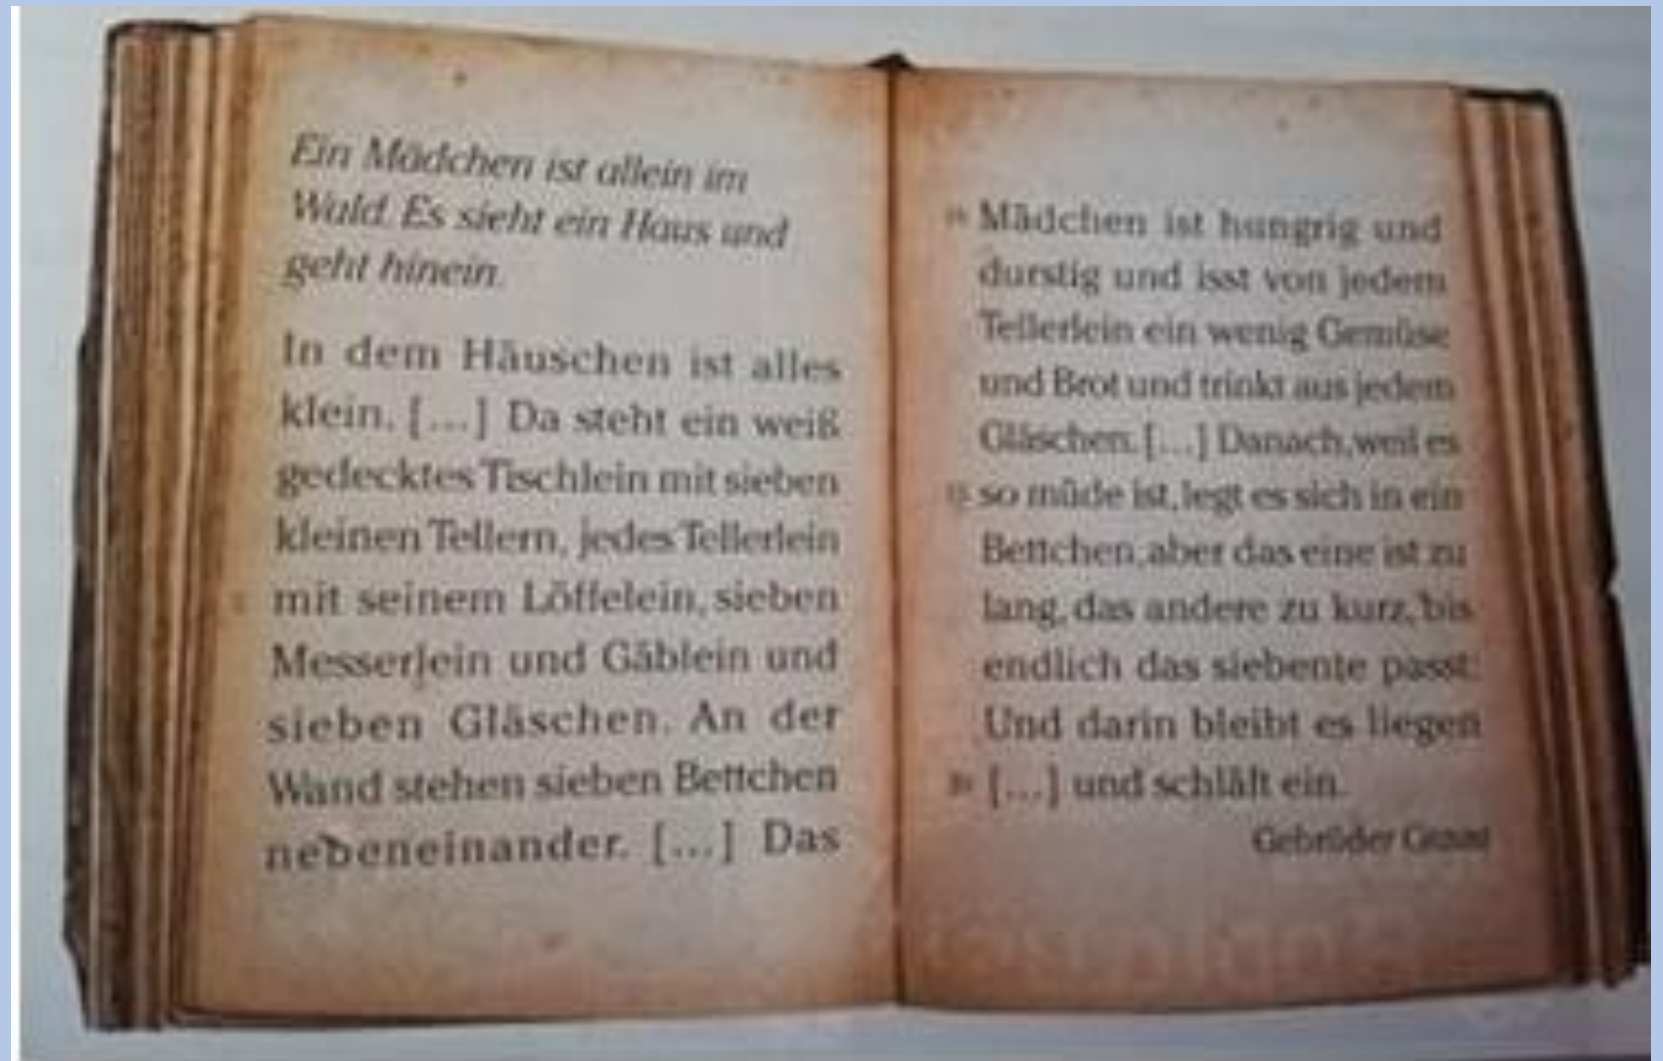 Ein Mädchen ist allein im
Wald. Es sieht ein Haus und
geht hinein.
In dem Häuschen ist alles
klein. [...] Da steht ein weiß
gedecktes Tischlein mit sieben
kleinen Tellern, jedes Tellerlein
mit seinem Löffelein, sieben
Messerlein und Gäblein und
sieben Gläschen. An der
Wand stehen sieben Bettchen
nebeneinander. [...] Das
Mädchen ist hungrig und
durstig und isst von jedem
Tellerlein ein wenig Gemüse
und Brot und trinkt aus jedem
Gläschen. [...] Danach, weil es
so müde ist, legt es sich in ein
Bettchen, aber das eine ist zu
lang, das andere zu kurz, bis
endlich das siebente passt:
Und darin bleibt es liegen
[...] und schläft ein.
Gebrüder Grimm